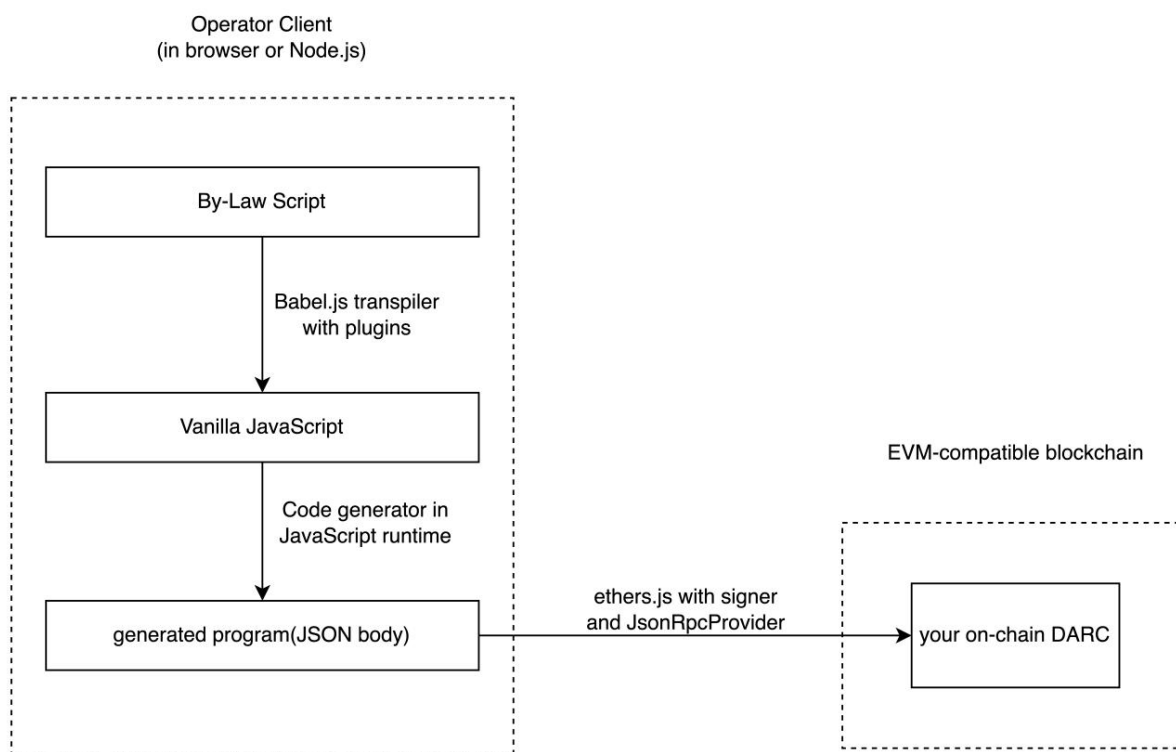 Operator Client
(in browser or Node.js)
By-Law Script
Babel.js transpiler
with plugins
Vanilla JavaScript
Code generator in
JavaScript runtime
generated program(JSON body)
ethers.js with signer
and JsonRpcProvider
EVM-compatible blockchain
your on-chain DARC